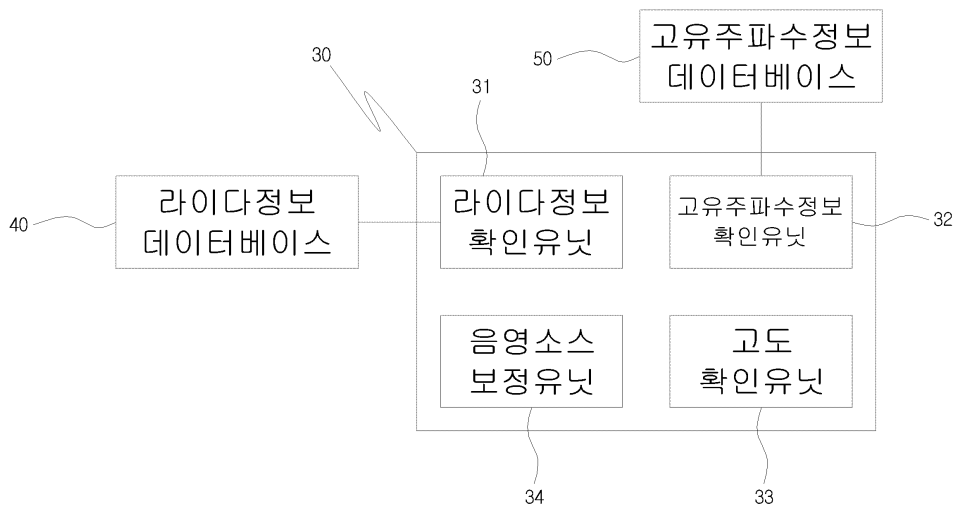 고유주파수정보
데이터베이스
50
30
31
라이다정보
데이터베이스
40
라이다정보
확인유닛
고유주파수정보
확인유닛
32
음영소스
보정유닛
고도
확인유닛
34
33